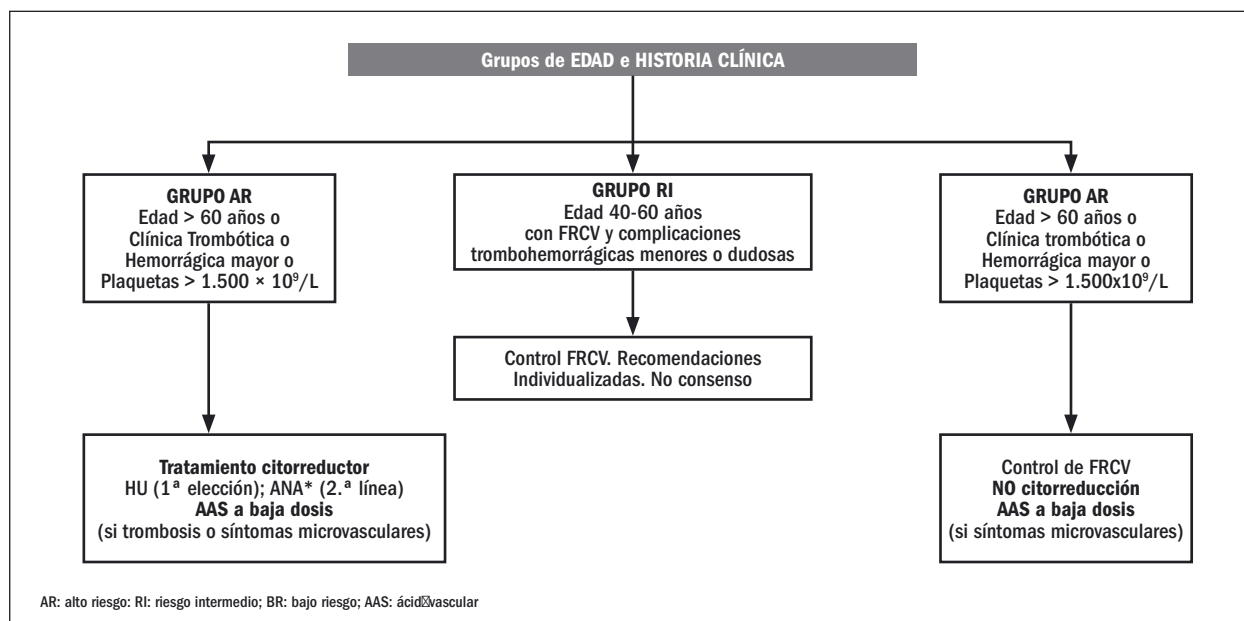 Grupos de EDAD e HISTORIA CLÍNICA
GRUPO AR
Edad > 60 años o
Clínica Trombótica o
Hemorrágica mayor o
Plaquetas > 1.500 × 10⁹/L
GRUPO RI
Edad 40-60 años
con FRCV y complicaciones
trombohemorrágicas menores o dudosas
GRUPO AR
Edad > 60 años o
Clínica trombótica o
Hemorrágica mayor o
Plaquetas > 1.500x10⁹/L
Control FRCV. Recomendaciones
Individualizadas. No consenso
Tratamiento citorreductor
HU (1ª elección); ANA* (2.ª línea)
AAS a baja dosis
(si trombosis o síntomas microvasculares)
Control de FRCV
NO citorreducción
AAS a baja dosis
(si síntomas microvasculares)
AR: alto riesgo: RI: riesgo intermedio; BR: bajo riesgo; AAS: ácid vascular